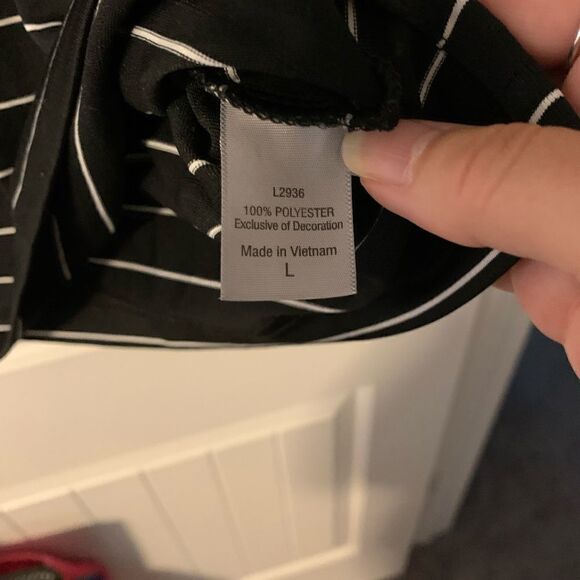 L2936
100% POLYESTER
Exclusive of Decoration
Made in Vietnam
L